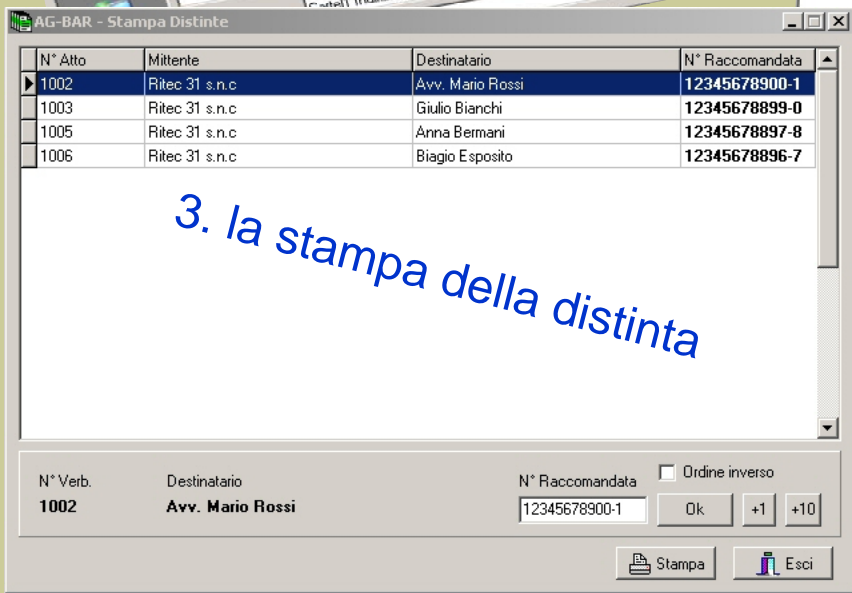 AG-BAR - Stampa Distinte
N° Atto Mittente Destinatario N° Raccomandata
1002 Ritec 31 s.n.c Avv. Mario Rossi 12345678900-1
1003 Ritec 31 s.n.c Giulio Bianchi 12345678899-0
1005 Ritec 31 s.n.c Anna Bermani 12345678897-8
1006 Ritec 31 s.n.c Biagio Esposito 12345678896-7
3. la stampa della distinta
N° Verb. Destinatario N° Raccomandata Ordine inverso
1002 Avv. Mario Rossi 12345678900-1 Ok +1 +10
Stampa Esci